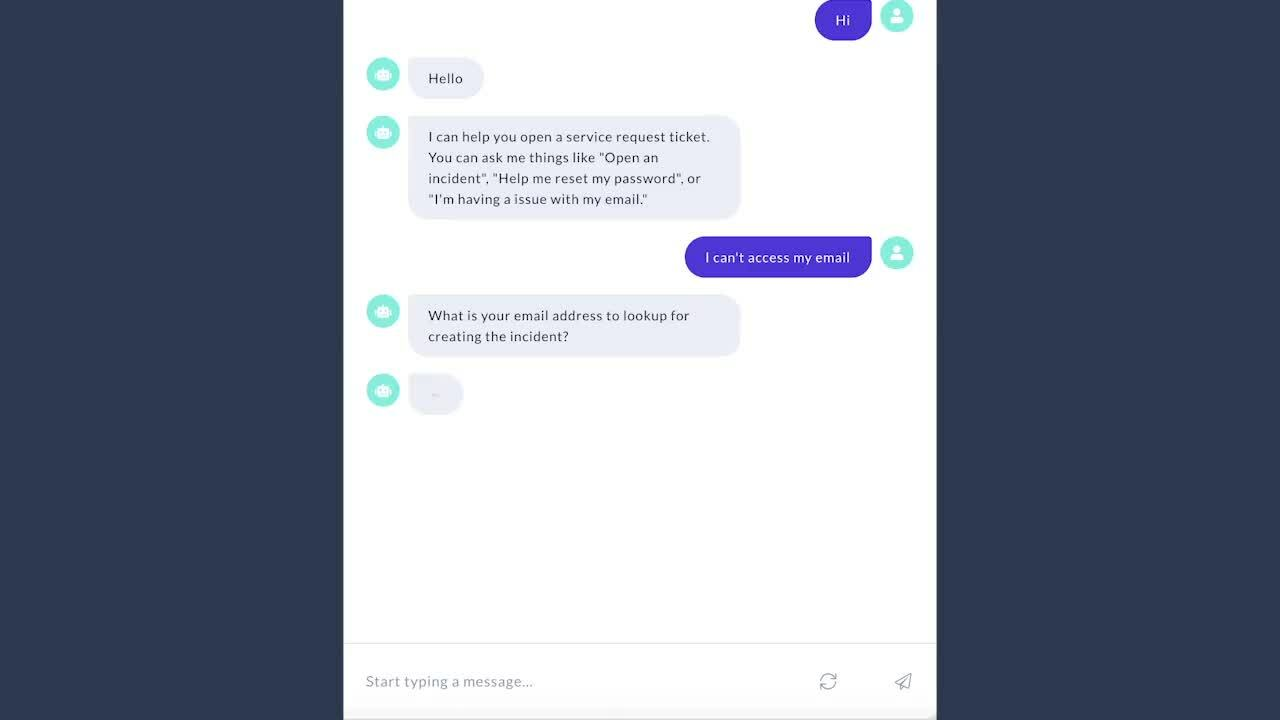 Hi
Hello
I can help you open a service request ticket.
You can ask me things like "Open an
incident", "Help me reset my password", or
"I'm having a issue with my email."
I can't access my email
What is your email address to lookup for
creating the incident?
Start typing a message...